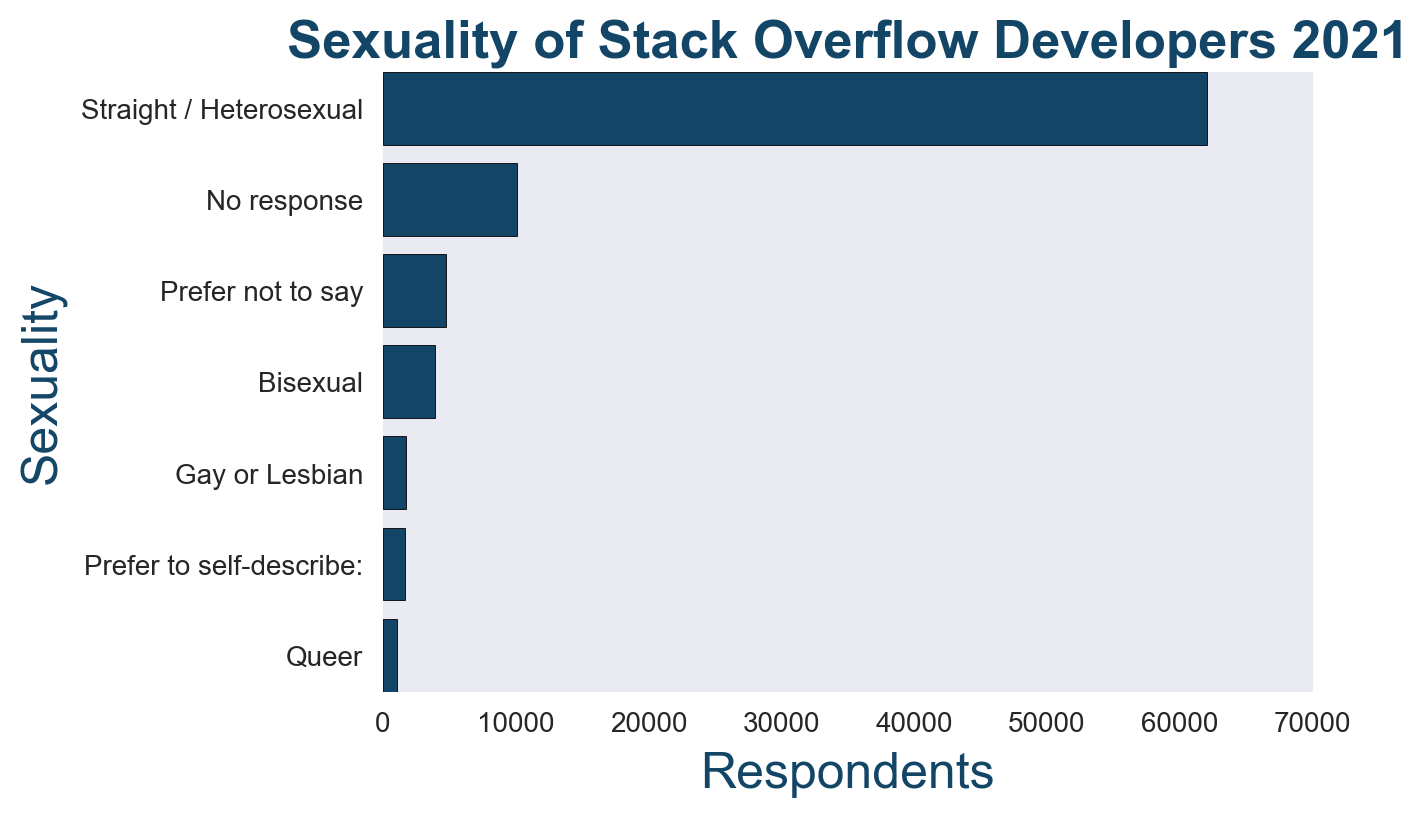 Sexuality of Stack Overflow Developers 2021
Straight / Heterosexual
No response
Prefer not to say
Bisexual
Gay or Lesbian
Prefer to self-describe:
Queer
Sexuality
0 10000 20000 30000 40000 50000 60000 70000
Respondents